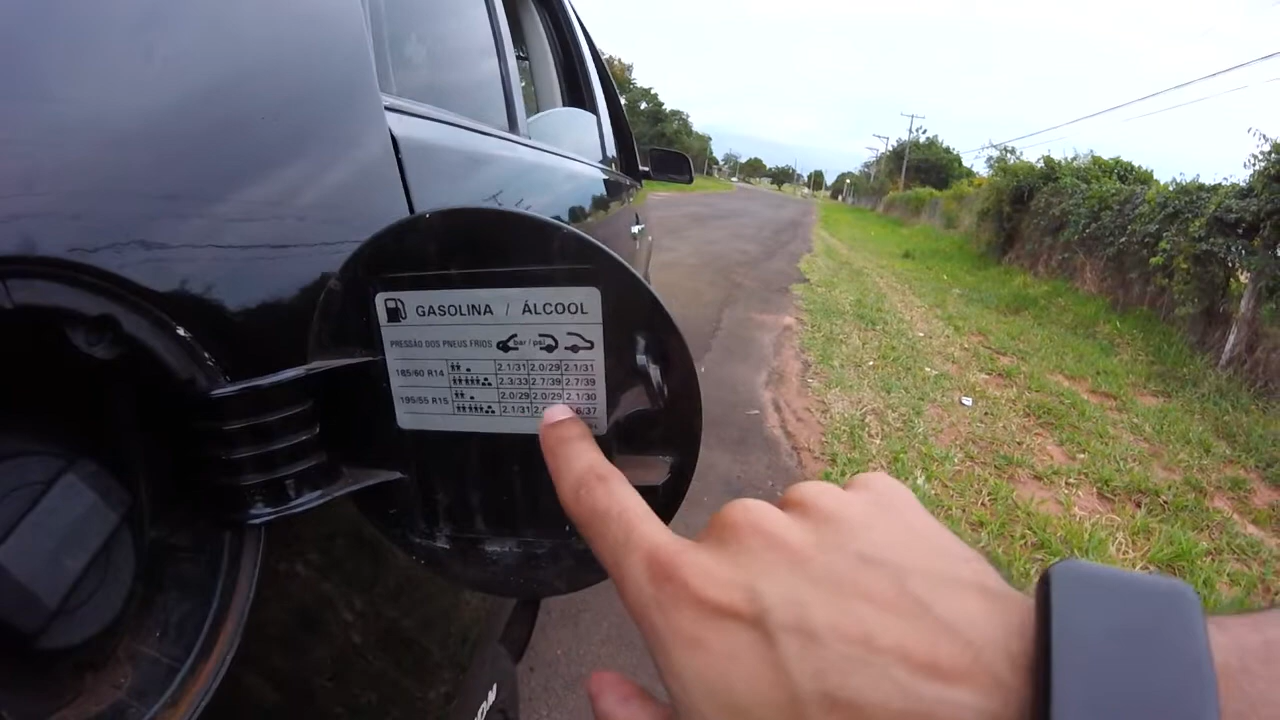 GASOLINA / ÁLCOOL
PRESSÃO DOS PNEUS FRIOS bar / psi
185/60 R14 2.1/31 2.0/29 2.1/31
2.3/33 2.7/39 2.7/39
195/55 R15 2.0/29 2.0/29 2.1/30
2.1/31